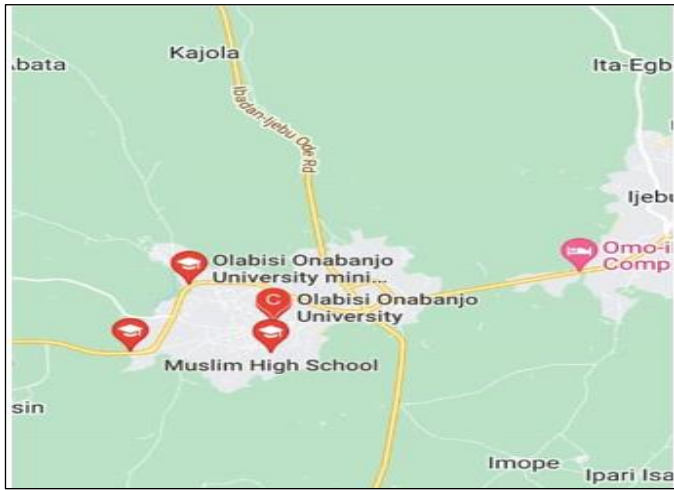 Kajola
Abata
Ita-Egb
Ibadan-Ijebu Ode Rd
Ijebu
Olabisi Onabanjo
University mini...
Omo-i
Comp
C
Olabisi Onabanjo
University
Muslim High School
sin
Imope
Ipari Isa